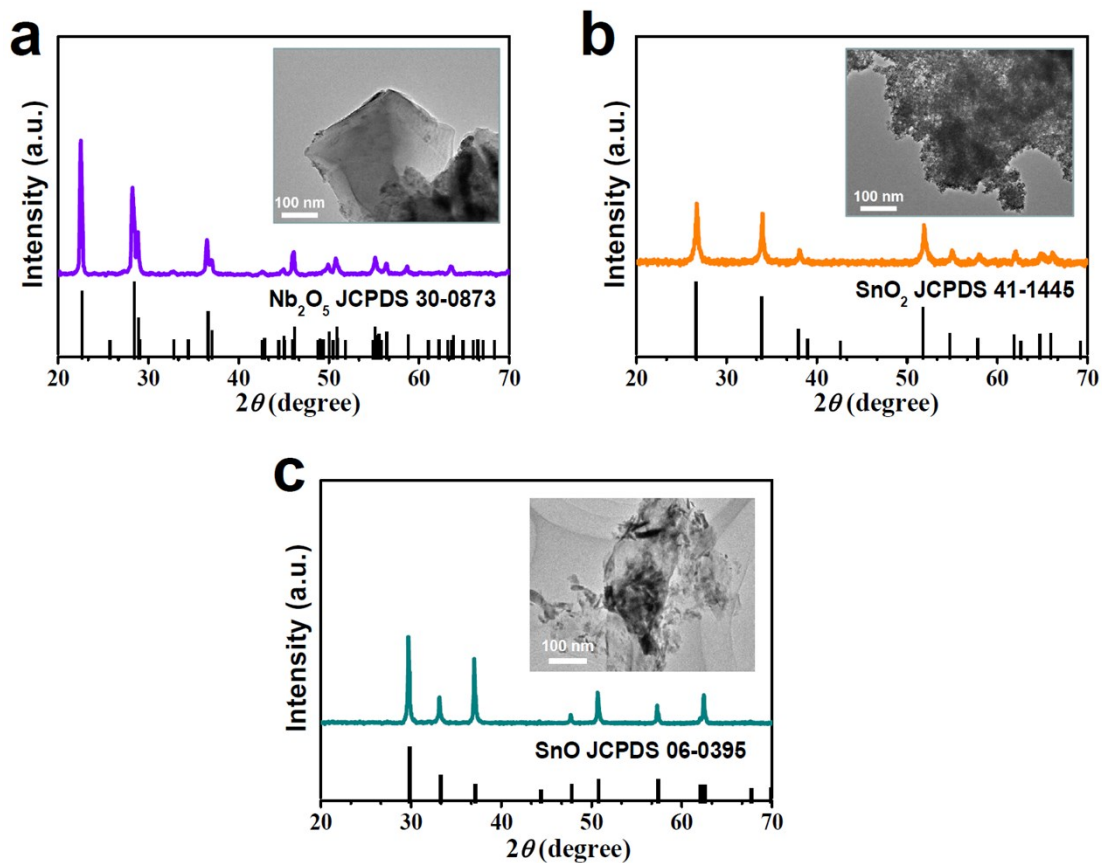 a
Intensity (a.u.)
100 nm
Nb₂O₅ JCPDS 30-0873
20 30 40 50 60 70
2θ (degree)
b
Intensity (a.u.)
100 nm
SnO₂ JCPDS 41-1445
20 30 40 50 60 70
2θ (degree)
c
Intensity (a.u.)
100 nm
SnO JCPDS 06-0395
20 30 40 50 60 70
2θ (degree)